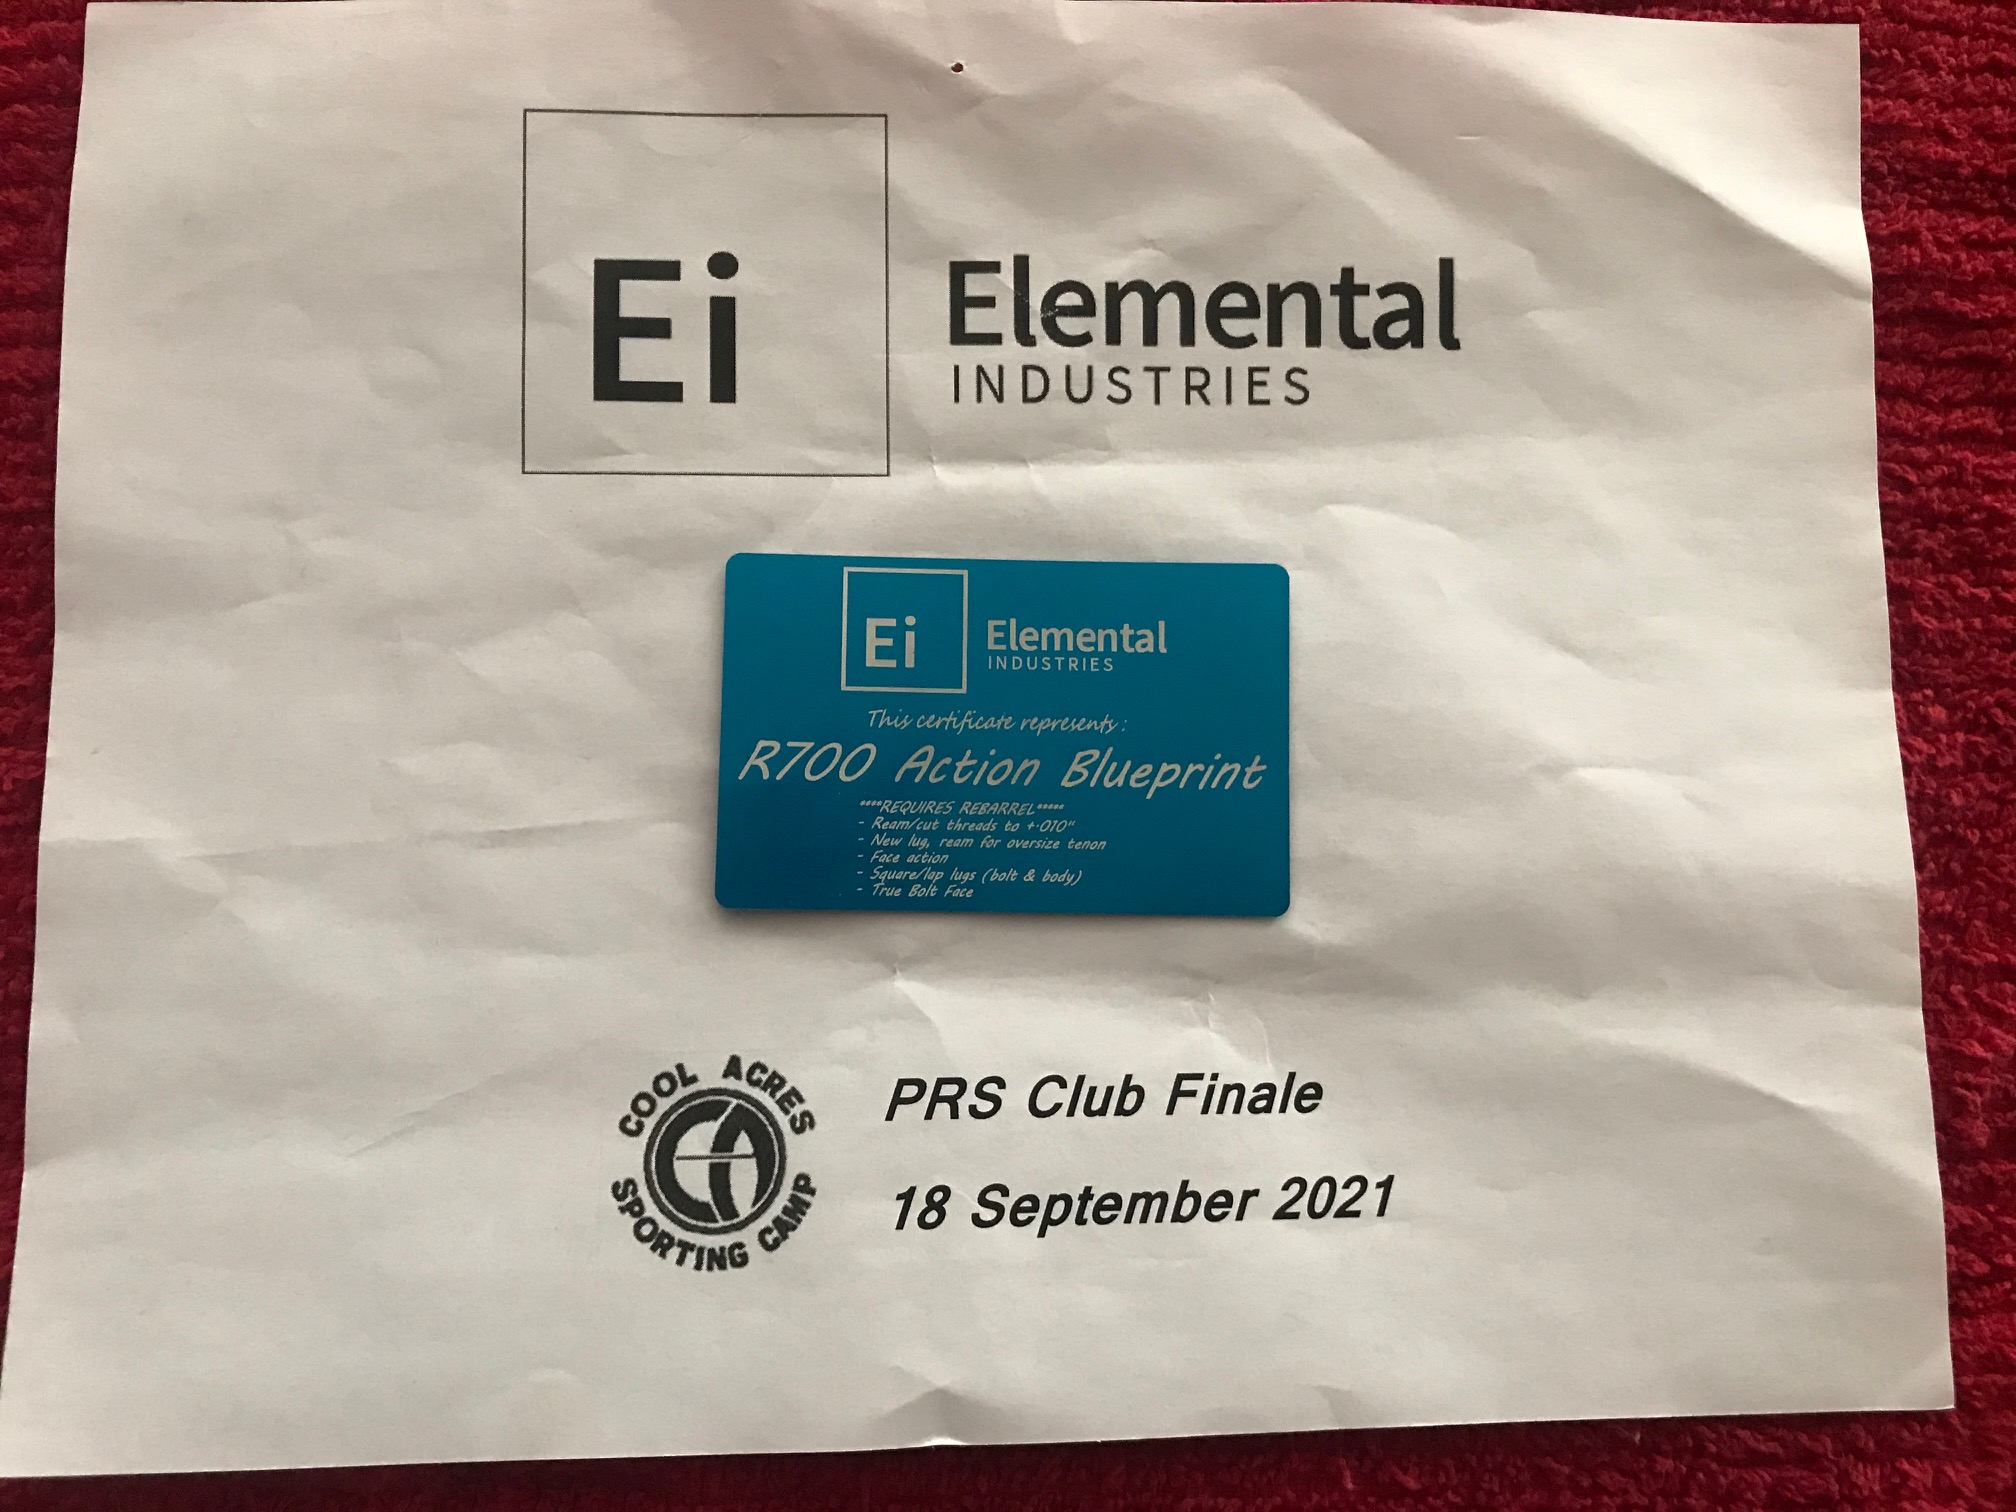 Ei
Elemental
INDUSTRIES
Ei
Elemental
INDUSTRIES
This certificate represents:
R700 Action Blueprint
****REQUIRES REBARREL*****
- Ream/cut threads to +.010"
- New lug, ream for oversize tenon
- Face action
- Square/lap lugs (bolt & body)
- True Bolt Face
COOL ACRES
CA
SPORTING CAMP
PRS Club Finale
18 September 2021